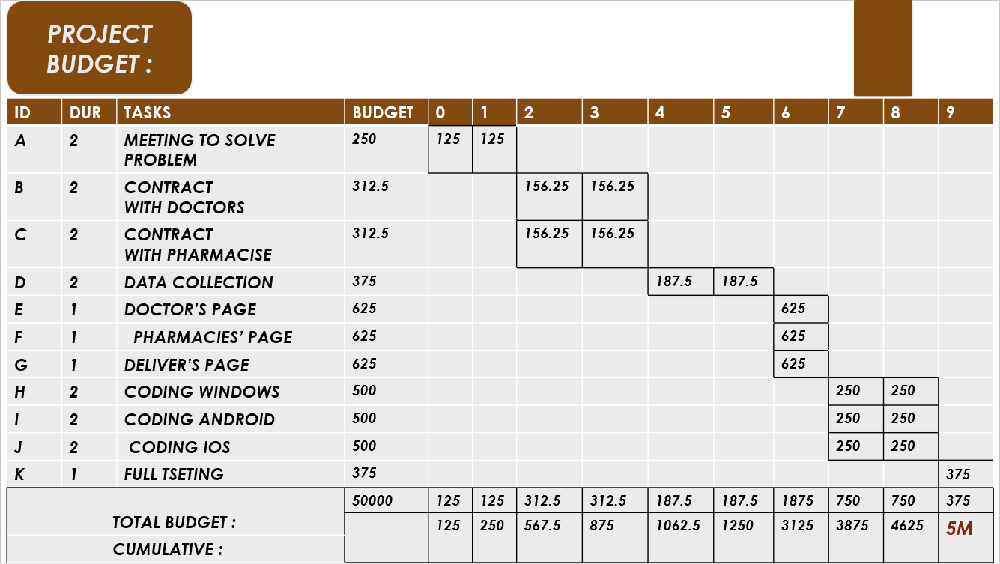 PROJECT
BUDGET :
ID DUR TASKS BUDGET 0 1 2 3 4 5 6 7 8 9
A 2 MEETING TO SOLVE PROBLEM 250 125 125
B 2 CONTRACT WITH DOCTORS 312.5 156.25 156.25
C 2 CONTRACT WITH PHARMACISE 312.5 156.25 156.25
D 2 DATA COLLECTION 375 187.5 187.5
E 1 DOCTOR’S PAGE 625 625
F 1 PHARMACIES’ PAGE 625 625
G 1 DELIVER’S PAGE 625 625
H 2 CODING WINDOWS 500 250 250
I 2 CODING ANDROID 500 250 250
J 2 CODING IOS 500 250 250
K 1 FULL TSETING 375 375
50000 125 125 312.5 312.5 187.5 187.5 1875 750 750 375
TOTAL BUDGET : 125 250 567.5 875 1062.5 1250 3125 3875 4625 5M
CUMULATIVE :